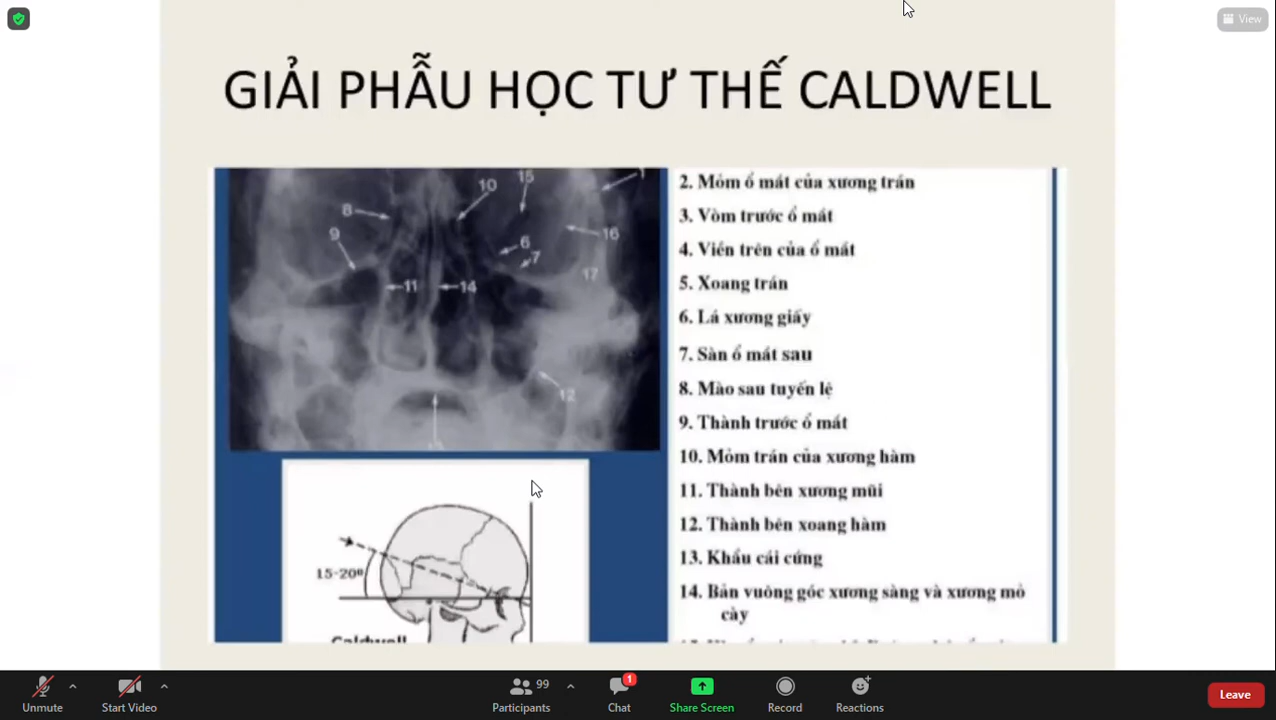 View
GIẢI PHẪU HỌC TƯ THẾ CALDWELL
15
10
8
16
9
6
7
17
11
14
12
2. Mỏm ổ mắt của xương trán
3. Vòm trước ổ mắt
4. Viền trên của ổ mắt
5. Xoang trán
6. Lá xương giấy
7. Sàn ổ mắt sau
8. Mào sau tuyến lệ
9. Thành trước ổ mắt
10. Mỏm trán của xương hàm
11. Thành bên xương mũi
12. Thành bên xoang hàm
13. Khẩu cái cứng
14. Bản vuông góc xương sàng và xương mỏ
cày
15-20º
Caldwell
99
1
Unmute
Start Video
Participants
Chat
Share Screen
Record
Reactions
Leave